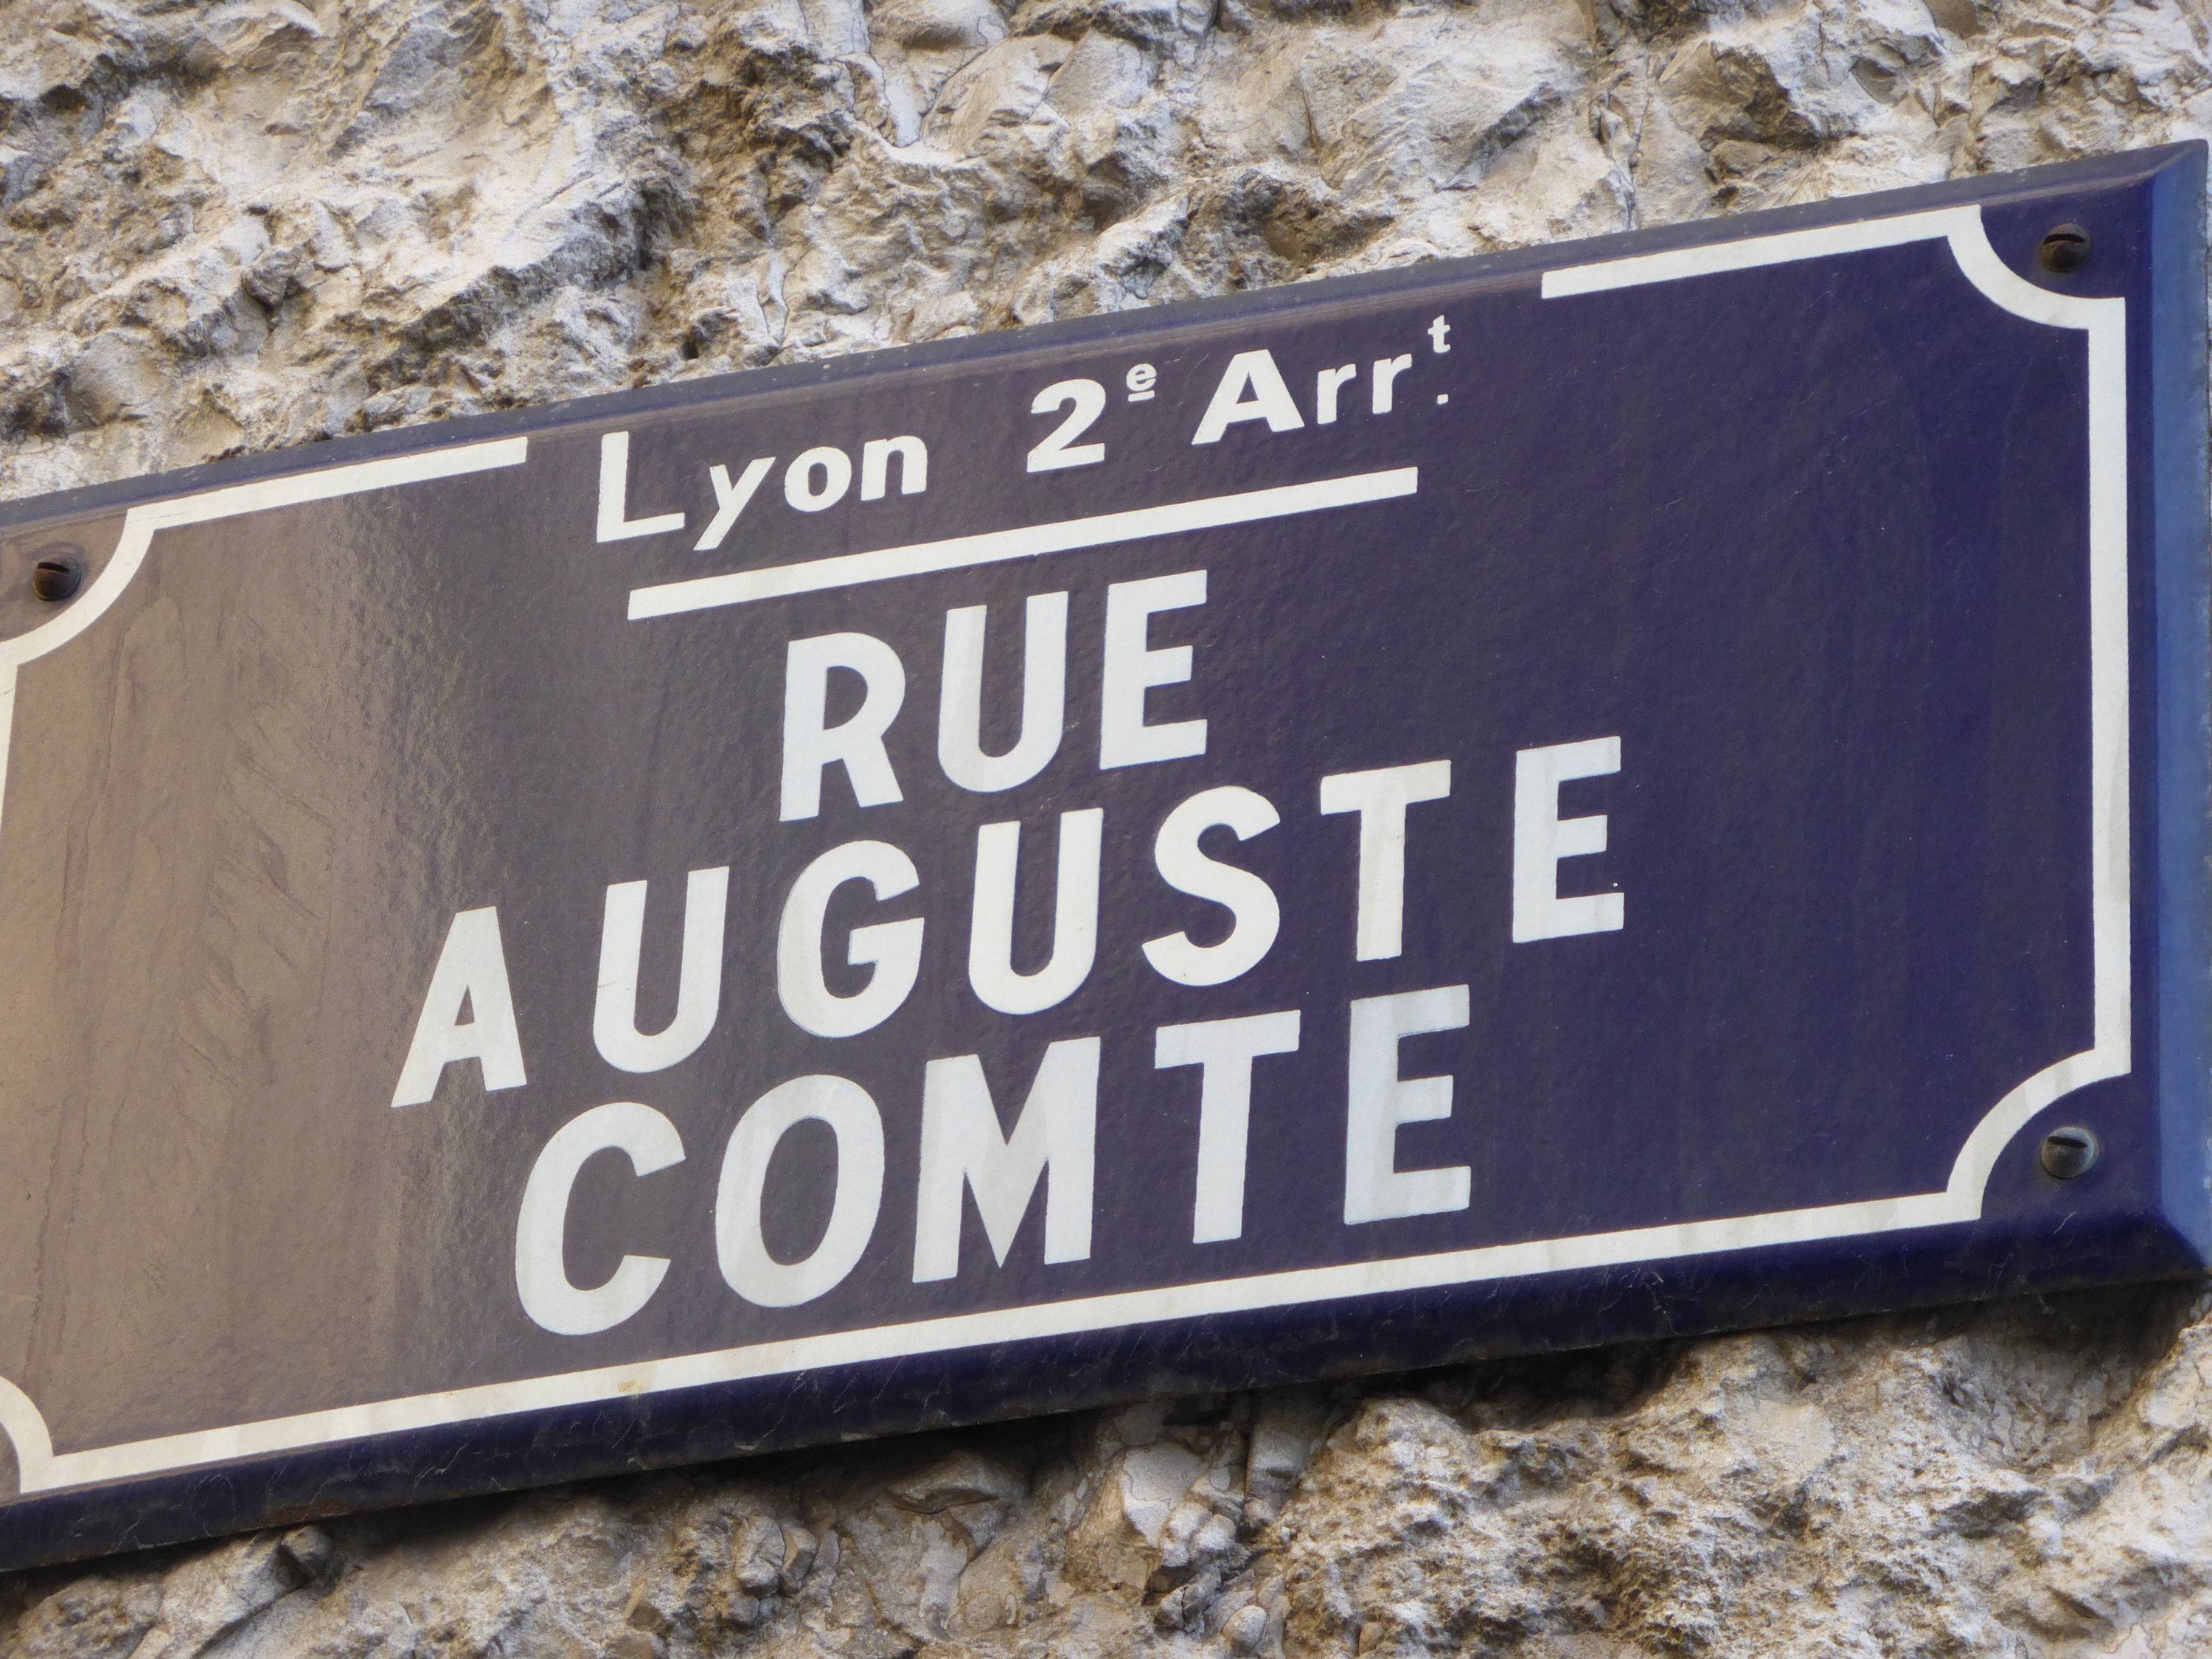 Lyon 2e Arrt.
RUE
AUGUSTE
COMTE